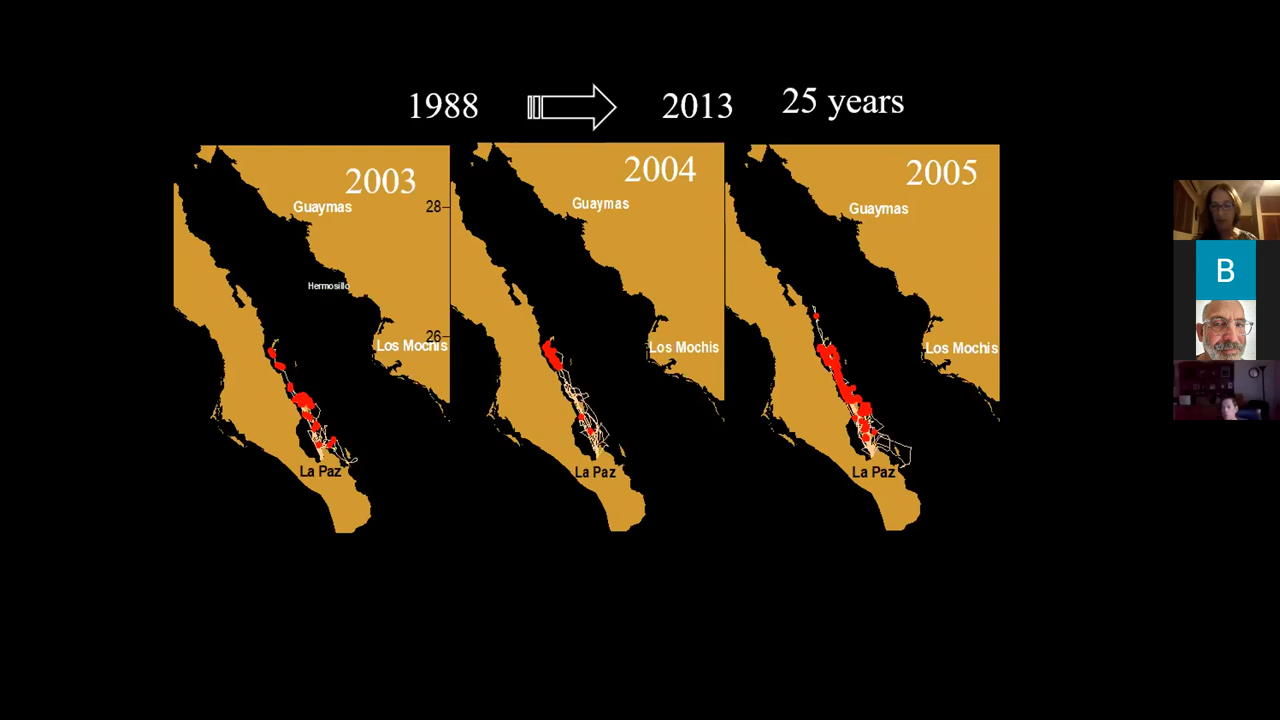 1988 2013 25 years
2003 2004 2005
Guaymas Guaymas Guaymas
28
Hermosillo
26
Los Mochis Los Mochis Los Mochis
La Paz La Paz La Paz
B